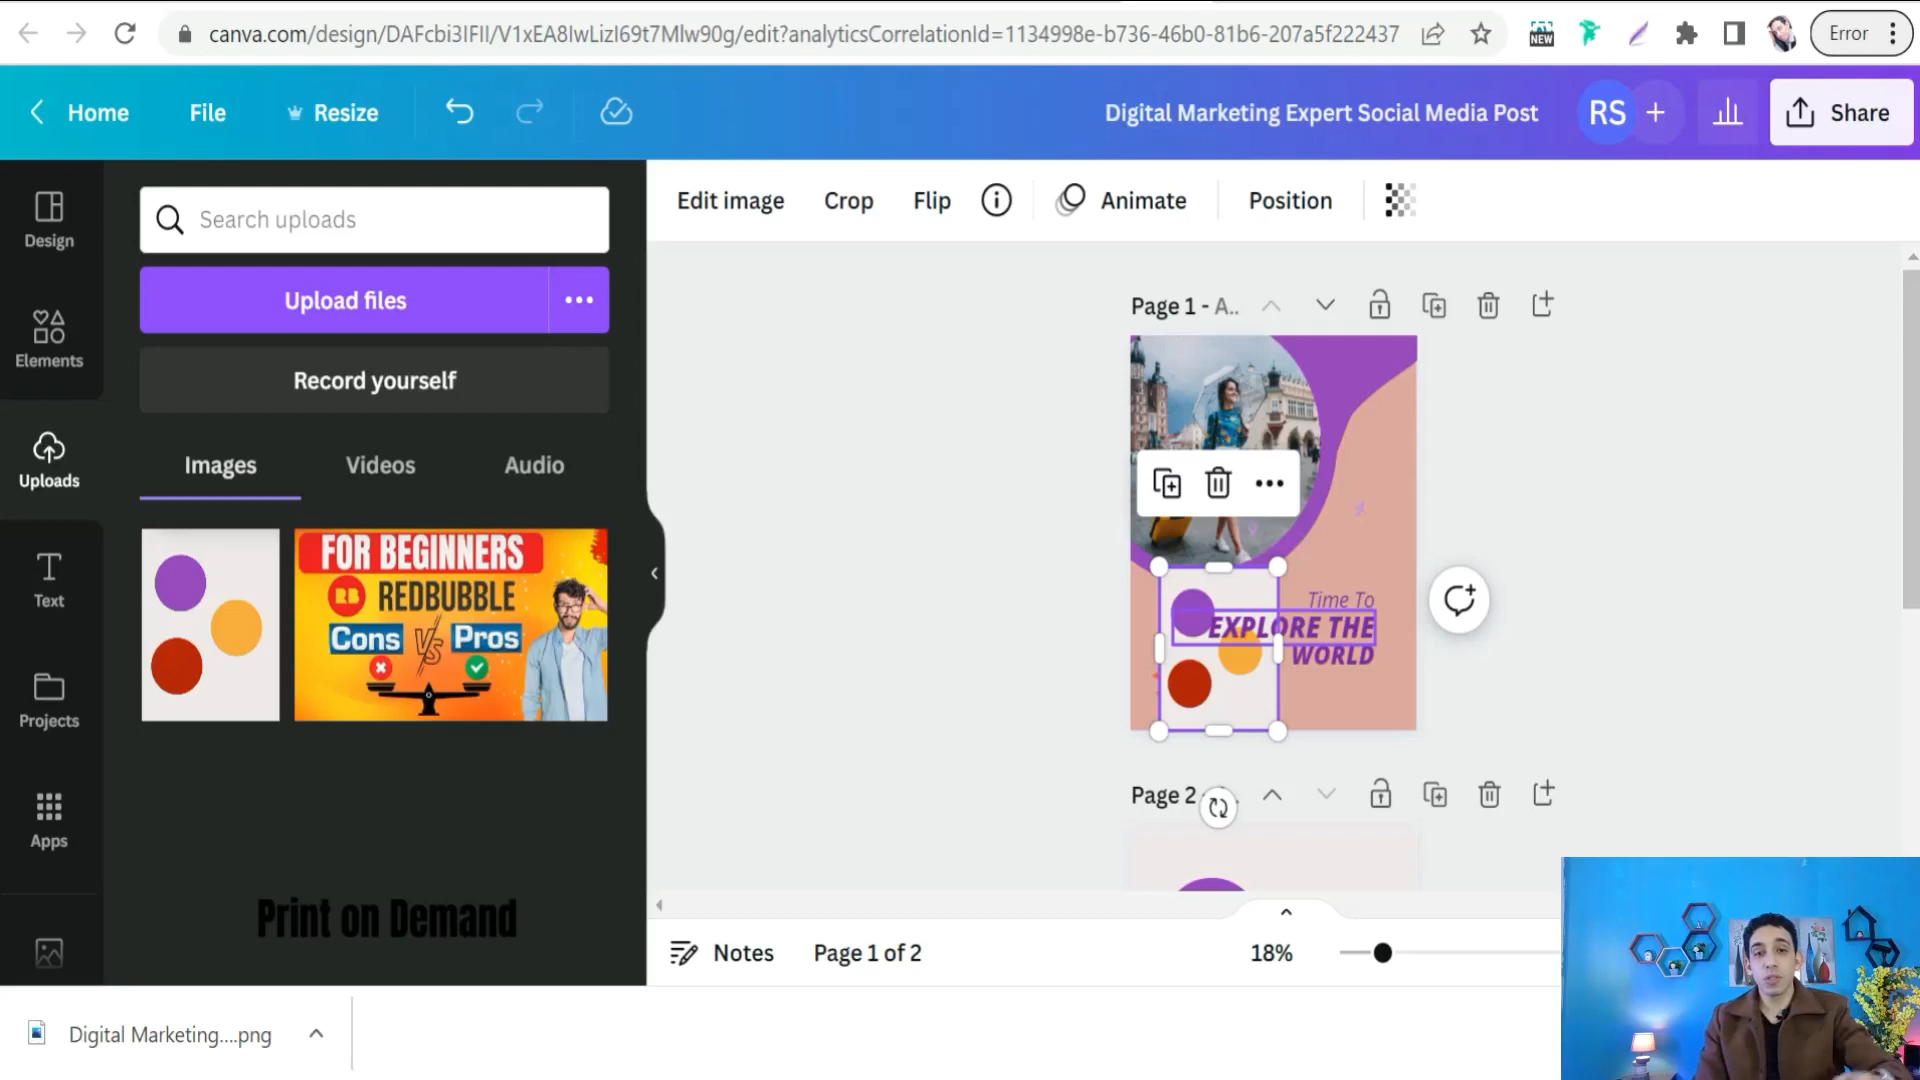 canva.com/design/DAFcbi3IFII/V1xEA8IwLizI69t7Mlw90g/edit?analyticsCorrelationId=1134998e-b736-46b0-81b6-207a5f222437
NEW
Error
Home
File
Resize
Digital Marketing Expert Social Media Post
RS
+
Share
Design
Elements
Uploads
Text
Projects
Apps
Search uploads
Upload files
Record yourself
Images
Videos
Audio
FOR BEGINNERS
RB
REDBUBBLE
Cons
VS
Pros
Print on Demand
Edit image
Crop
Flip
Animate
Position
Page 1 - A..
Time To
EXPLORE THE
WORLD
Page 2
Notes
Page 1 of 2
18%
Digital Marketing....png